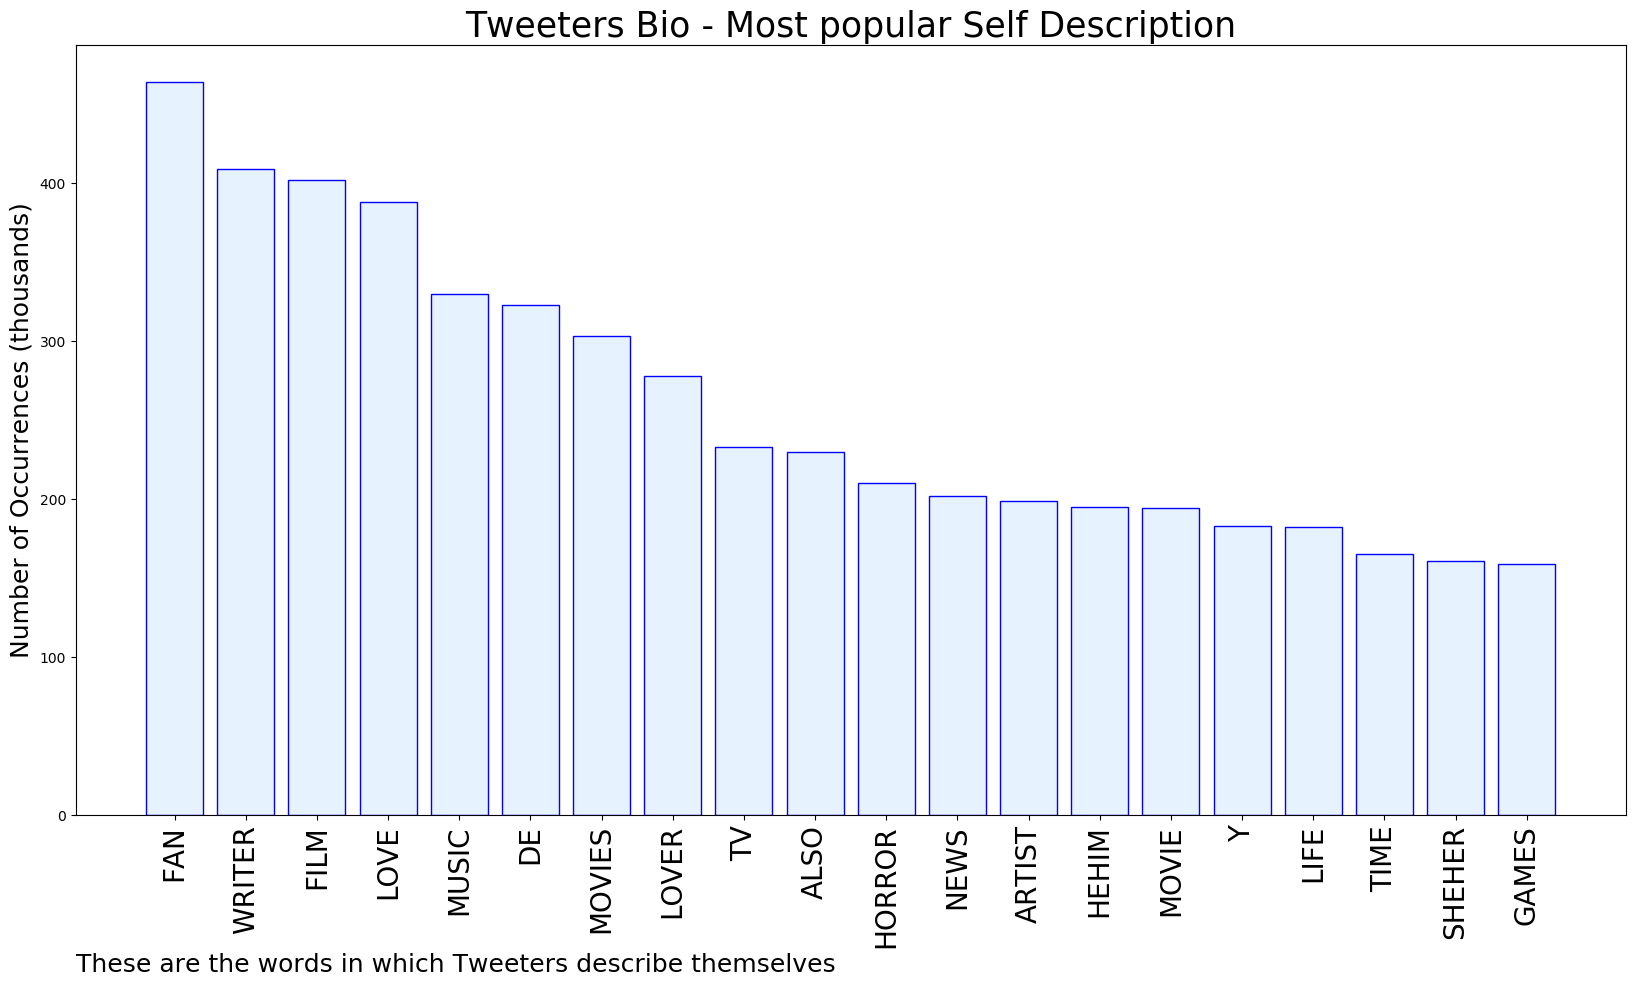 Tweeters Bio - Most popular Self Description
Number of Occurrences (thousands)
400
300
200
100
0
FAN
WRITER
FILM
LOVE
MUSIC
DE
MOVIES
LOVER
TV
ALSO
HORROR
NEWS
ARTIST
HEHIM
MOVIE
Y
LIFE
TIME
SHEHER
GAMES
These are the words in which Tweeters describe themselves